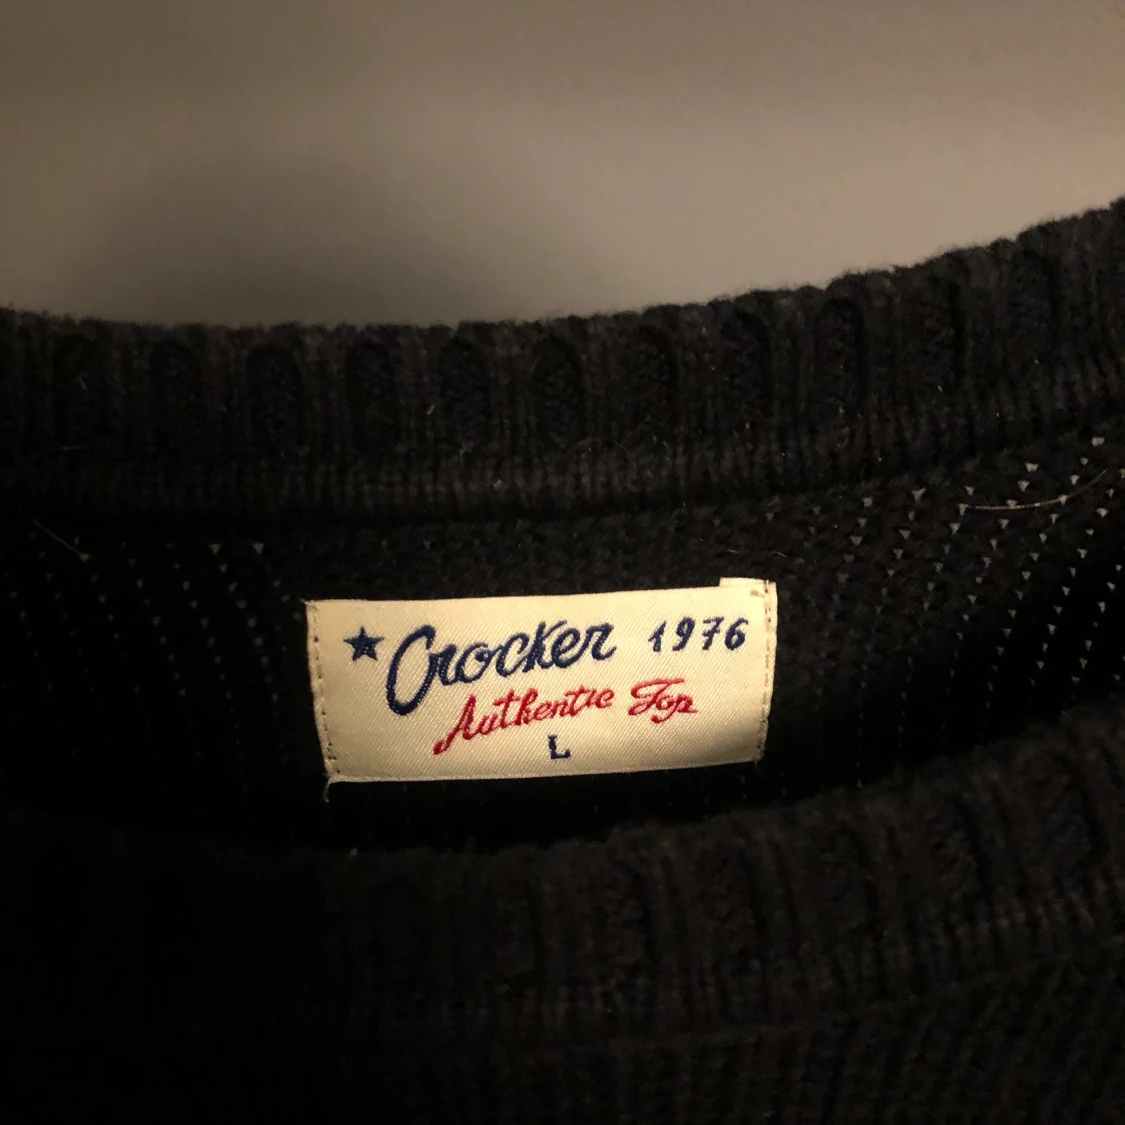 Crocker 1976
Authentic Top
L